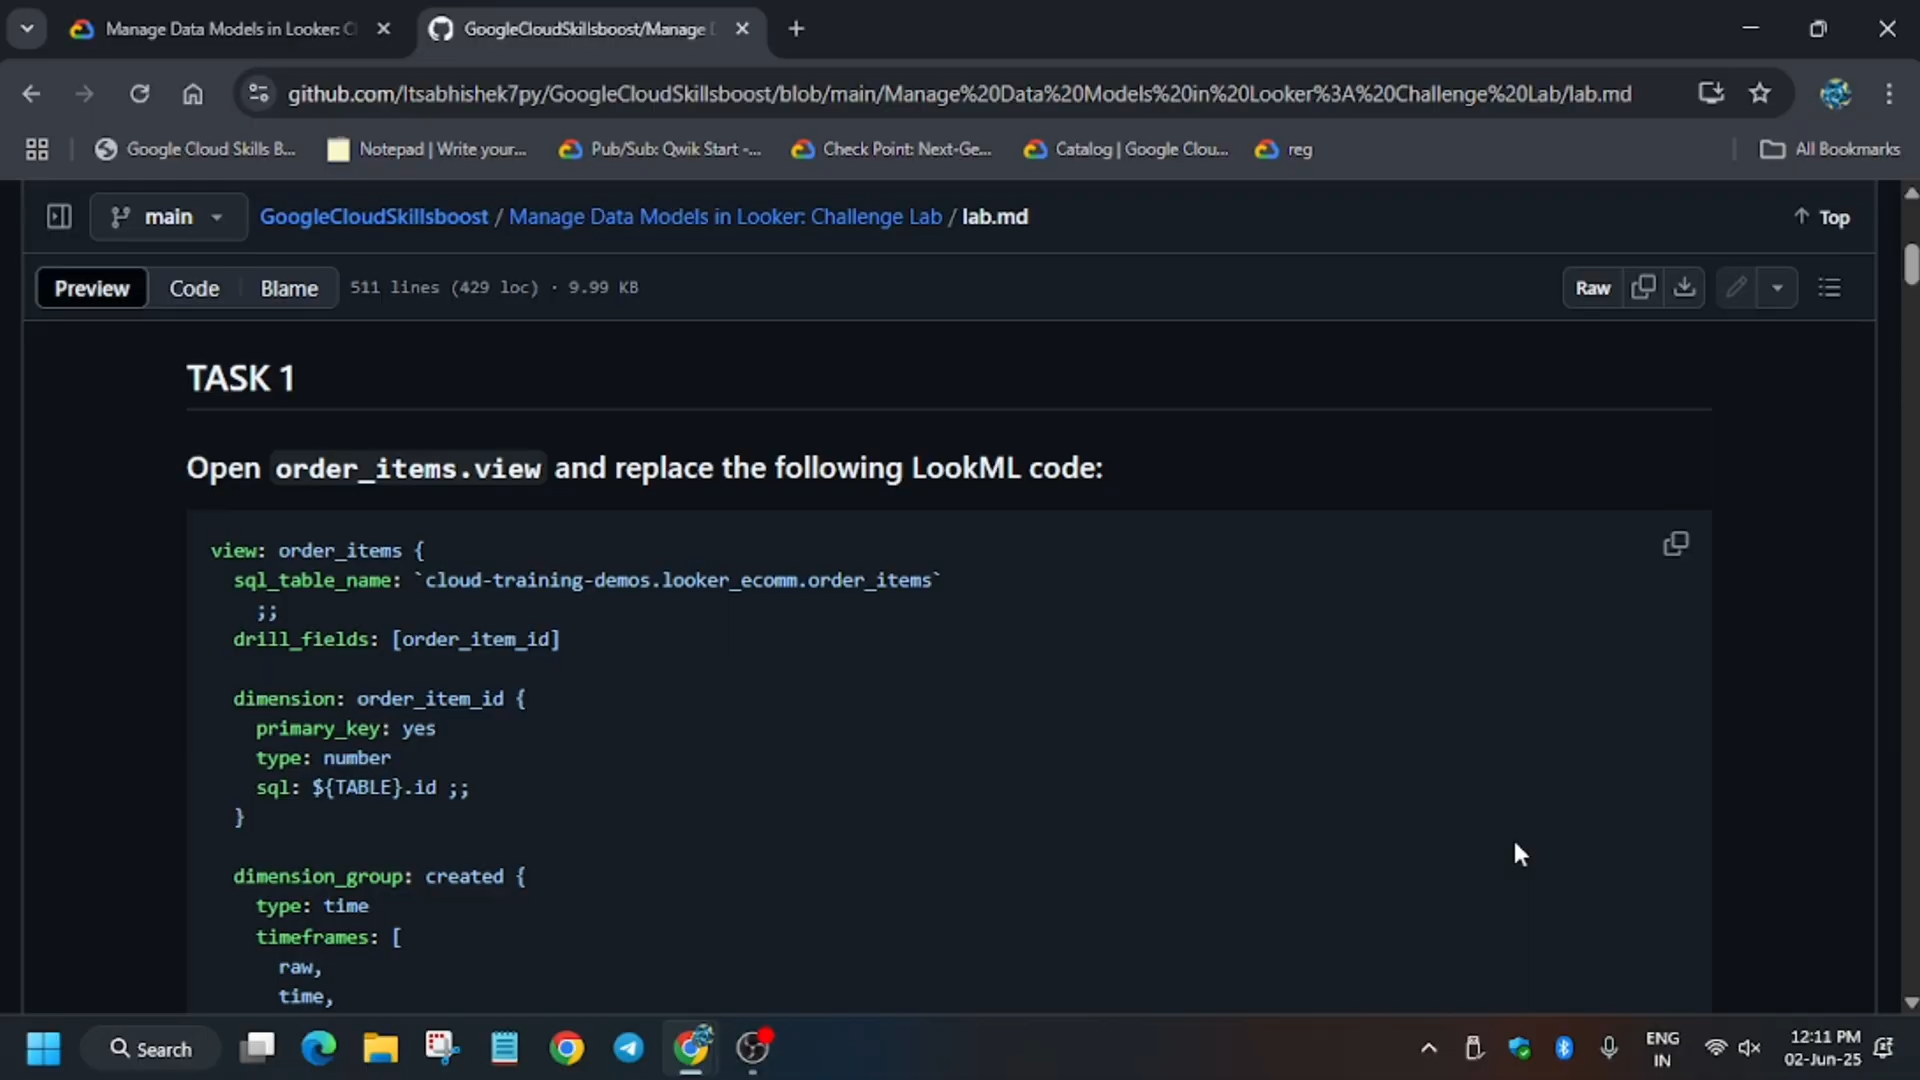 Manage Data Models in Looker: C
GoogleCloudSkillsboost/Manage D
github.com/Itsabhishek7py/GoogleCloudSkillsboost/blob/main/Manage%20Data%20Models%20in%20Looker%3A%20Challenge%20Lab/lab.md
Google Cloud Skills B...
Notepad | Write your...
Pub/Sub: Qwik Start -...
Check Point: Next-Ge...
Catalog | Google Clou...
reg
All Bookmarks
main
GoogleCloudSkillsboost / Manage Data Models in Looker: Challenge Lab / lab.md
Top
Preview
Code
Blame
511 lines (429 loc) · 9.99 KB
Raw
TASK 1
Open order_items.view and replace the following LookML code:
view: order_items {
sql_table_name: `cloud-training-demos.looker_ecomm.order_items`
;;
drill_fields: [order_item_id]
dimension: order_item_id {
primary_key: yes
type: number
sql: ${TABLE}.id ;;
}
dimension_group: created {
type: time
timeframes: [
raw,
time,
Search
ENG
IN
12:11 PM
02-Jun-25